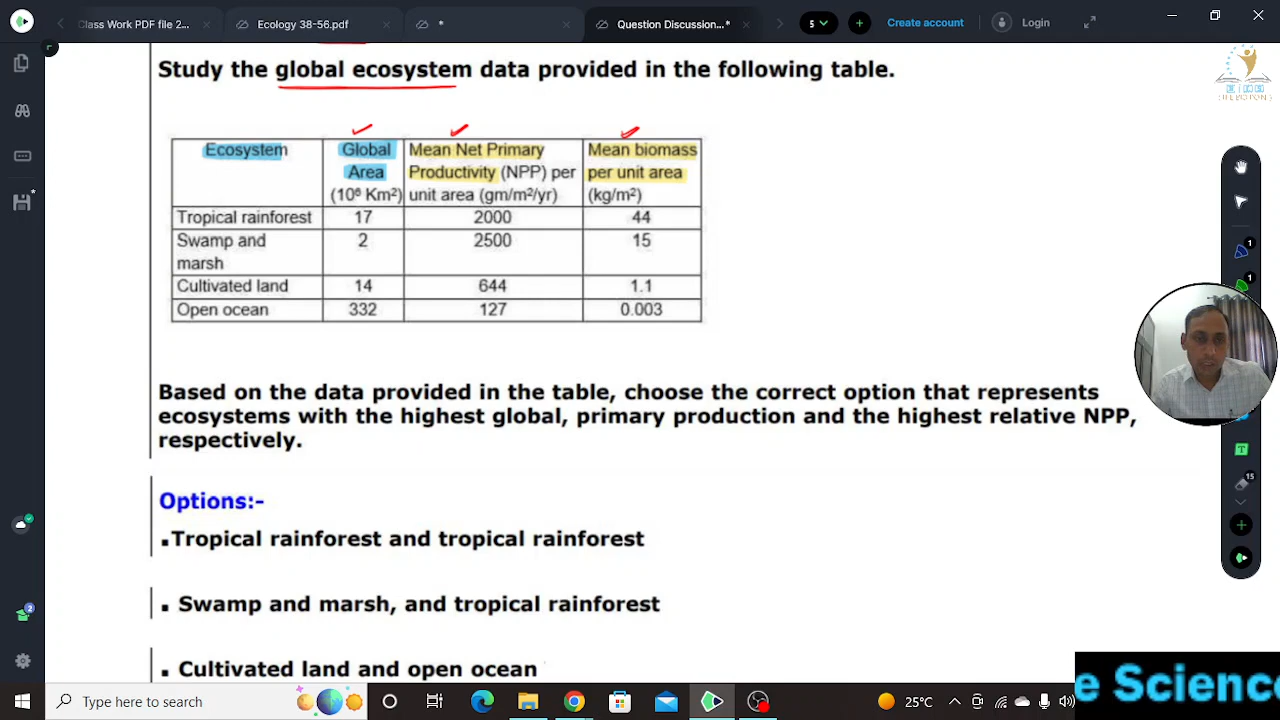 Class Work PDF file 2...
Ecology 38-56.pdf
*
Question Discussion...*
5
Create account
Login
Study the global ecosystem data provided in the following table.
Ecosystem
Global Area (10⁶ Km²)
Mean Net Primary Productivity (NPP) per unit area (gm/m²/yr)
Mean biomass per unit area (kg/m²)
Tropical rainforest 17 2000 44
Swamp and marsh 2 2500 15
Cultivated land 14 644 1.1
Open ocean 332 127 0.003
Based on the data provided in the table, choose the correct option that represents
ecosystems with the highest global, primary production and the highest relative NPP,
respectively.
Options:-
.Tropical rainforest and tropical rainforest
. Swamp and marsh, and tropical rainforest
. Cultivated land and open ocean
1
1
T
15
2
e Science
Type here to search
25°C